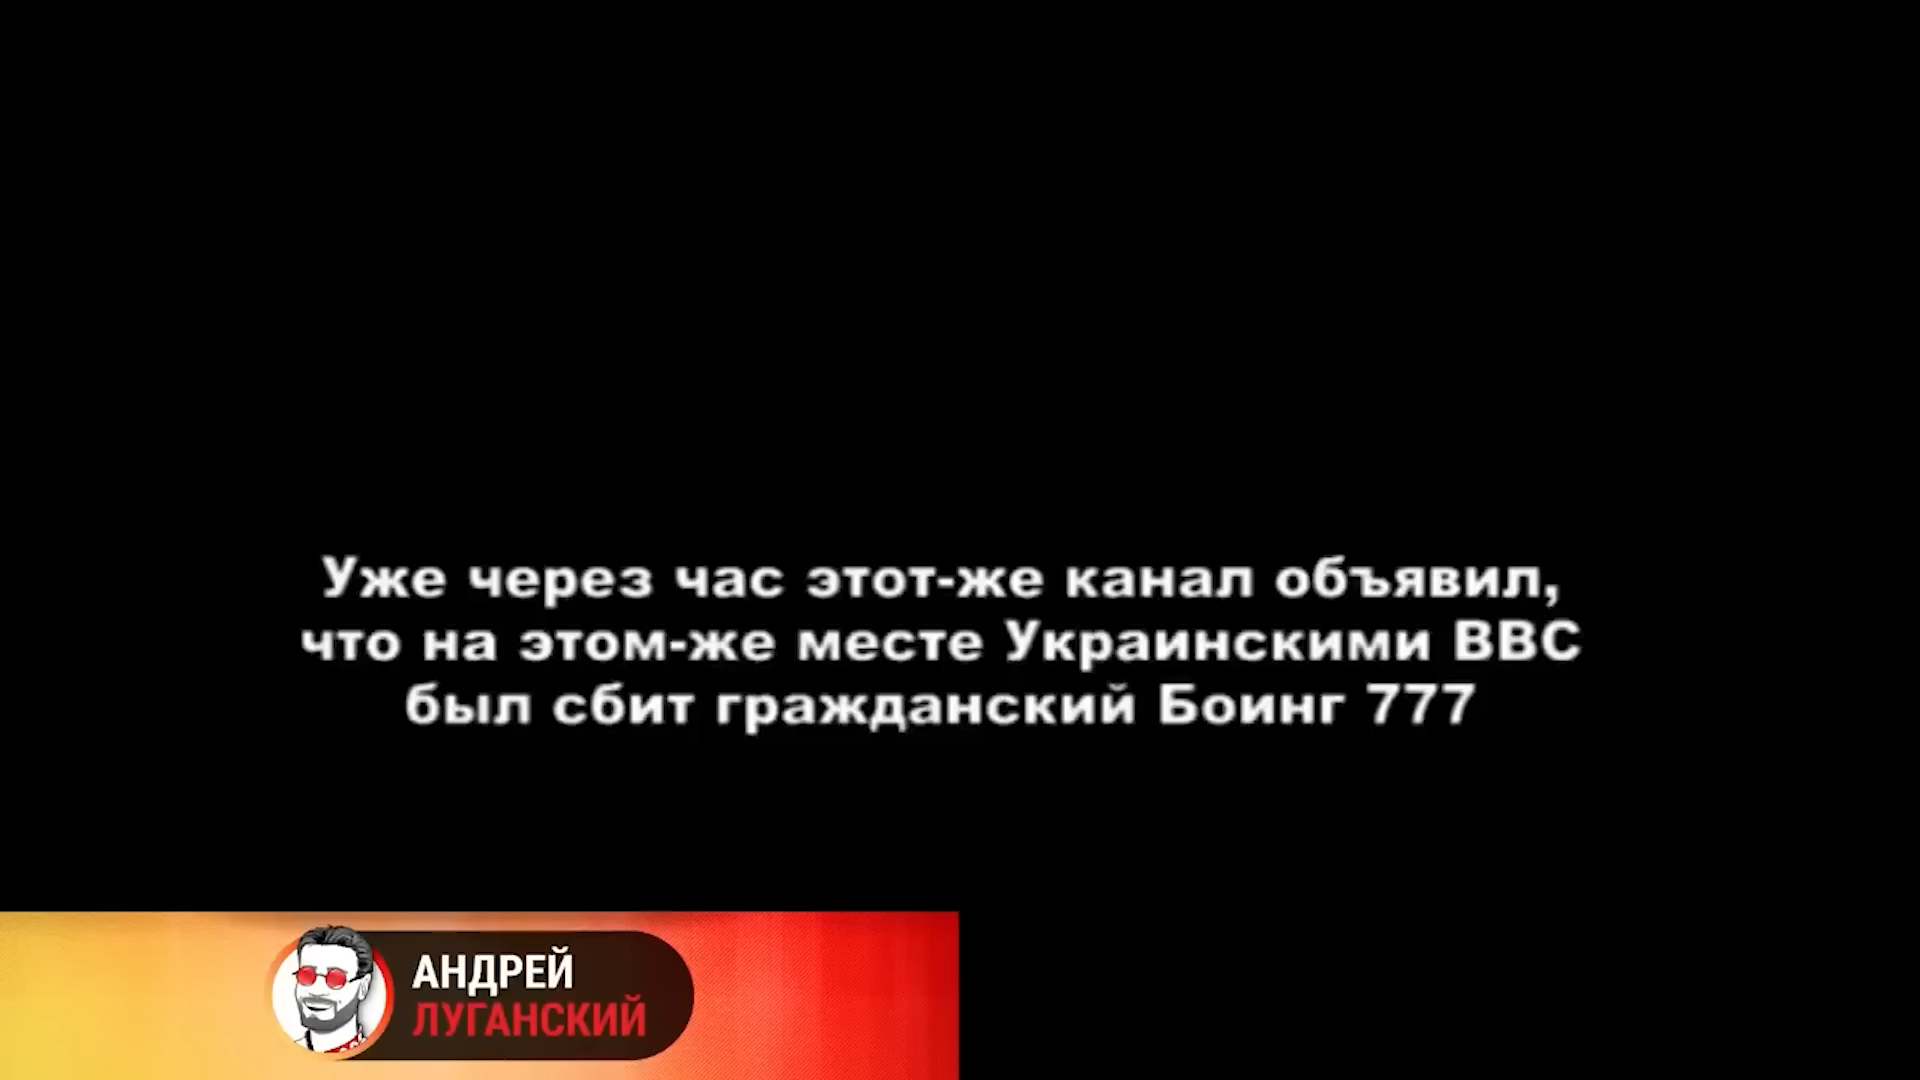 Уже через час этот-же канал объявил,
что на этом-же месте Украинскими ВВС
был сбит гражданский Боинг 777
АНДРЕЙ
ЛУГАНСКИЙ